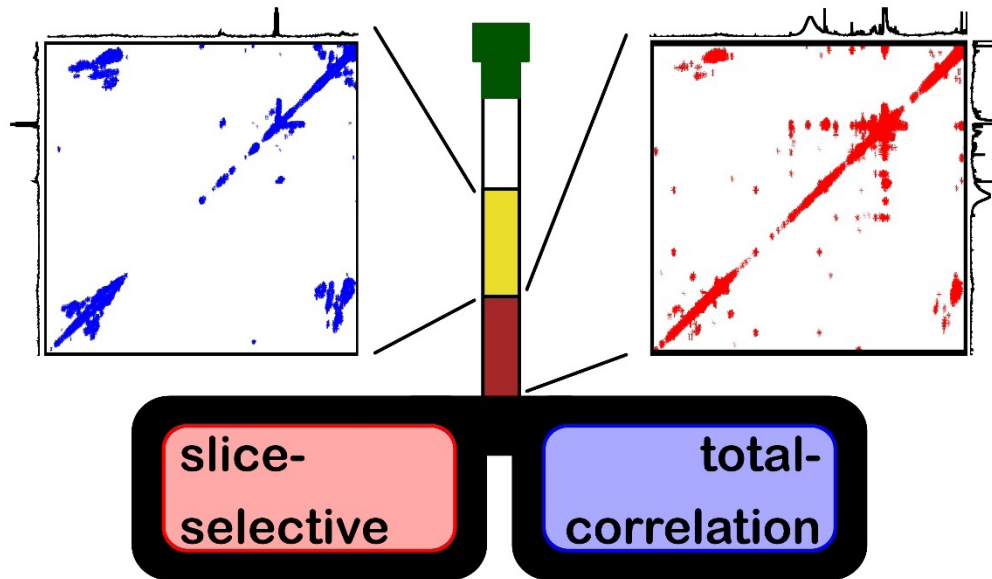 slice-
selective
total-
correlation